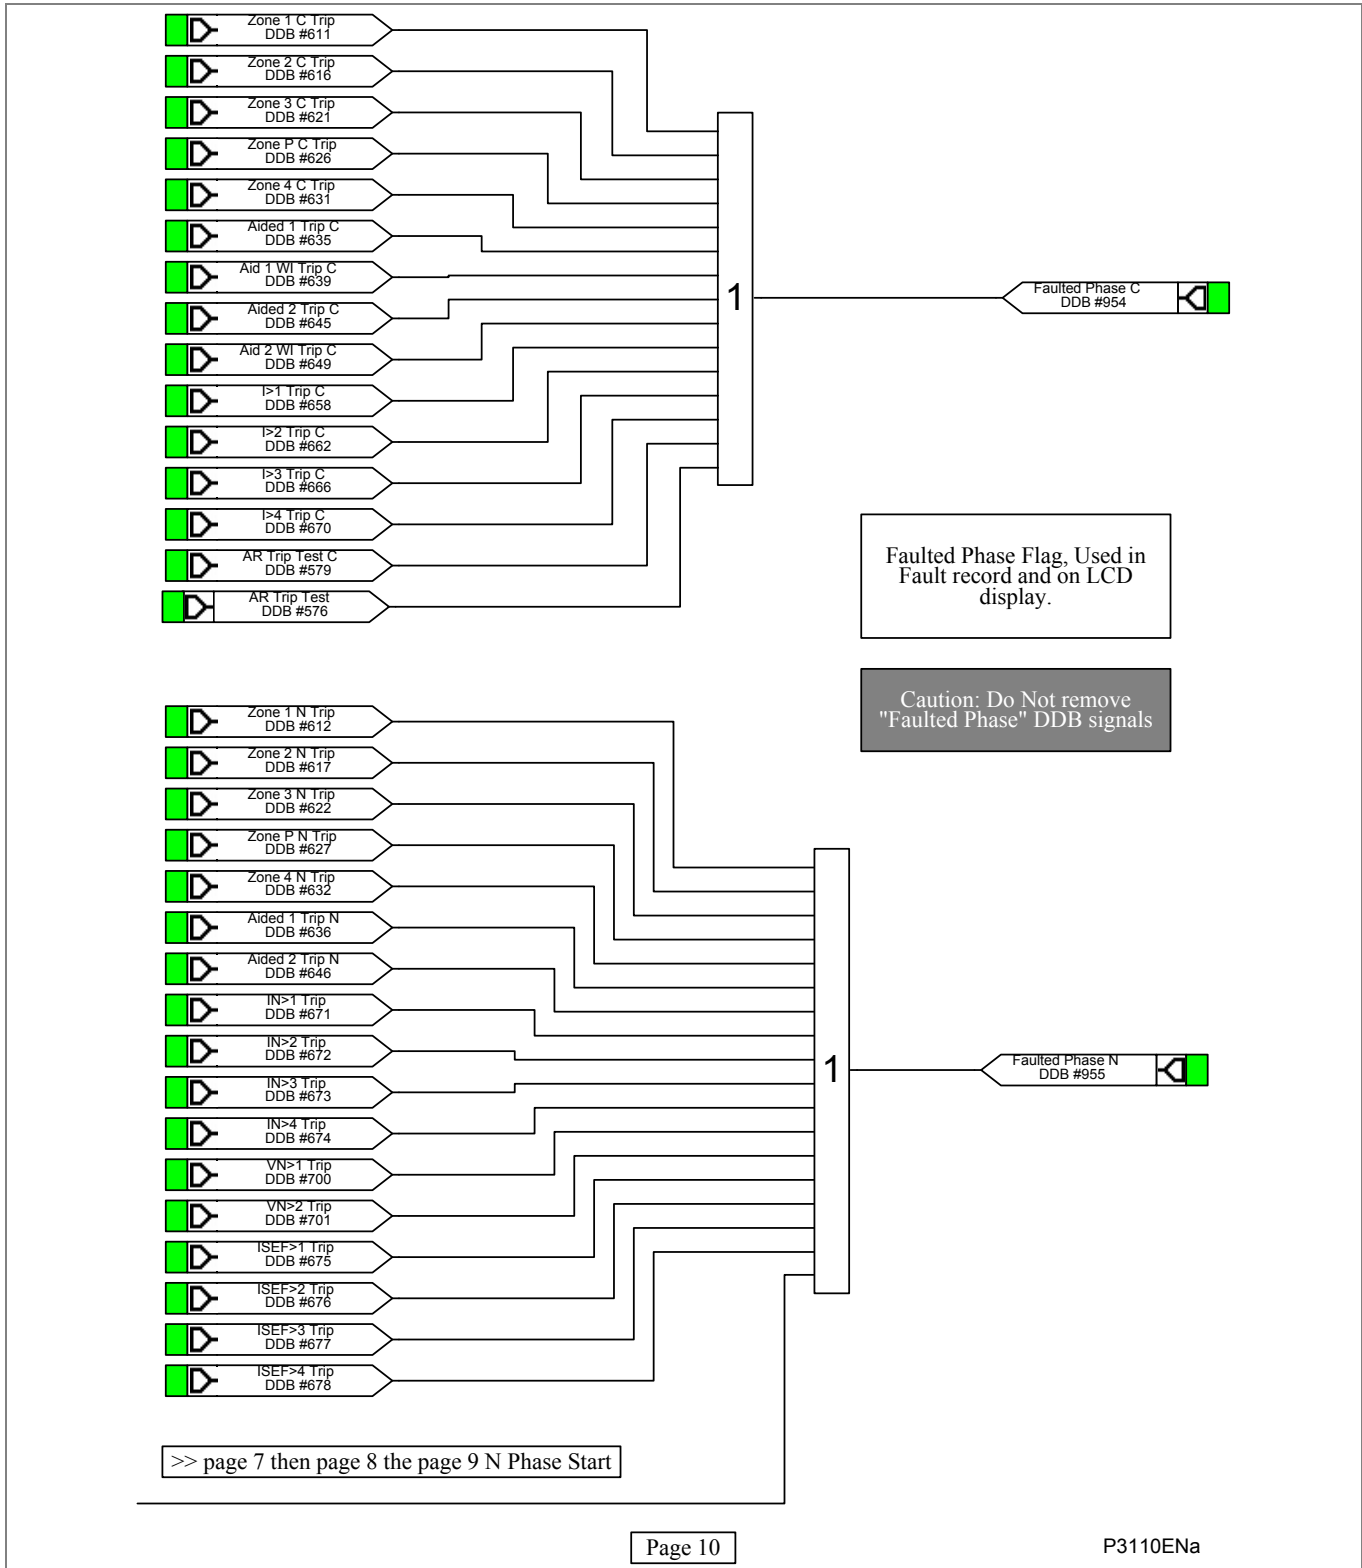 Zone 1 C Trip
DDB #611
Zone 2 C Trip
DDB #616
Zone 3 C Trip
DDB #621
Zone P C Trip
DDB #626
Zone 4 C Trip
DDB #631
Aided 1 Trip C
DDB #635
Aid 1 WI Trip C
DDB #639
Aided 2 Trip C
DDB #645
Aid 2 WI Trip C
DDB #649
I>1 Trip C
DDB #658
I>2 Trip C
DDB #662
I>3 Trip C
DDB #666
I>4 Trip C
DDB #670
AR Trip Test C
DDB #579
AR Trip Test
DDB #576
1
Faulted Phase C
DDB #954
Faulted Phase Flag, Used in
Fault record and on LCD
display.
Caution: Do Not remove
"Faulted Phase" DDB signals
Zone 1 N Trip
DDB #612
Zone 2 N Trip
DDB #617
Zone 3 N Trip
DDB #622
Zone P N Trip
DDB #627
Zone 4 N Trip
DDB #632
Aided 1 Trip N
DDB #636
Aided 2 Trip N
DDB #646
IN>1 Trip
DDB #671
IN>2 Trip
DDB #672
IN>3 Trip
DDB #673
IN>4 Trip
DDB #674
VN>1 Trip
DDB #700
VN>2 Trip
DDB #701
ISEF>1 Trip
DDB #675
ISEF>2 Trip
DDB #676
ISEF>3 Trip
DDB #677
ISEF>4 Trip
DDB #678
1
Faulted Phase N
DDB #955
>> page 7 then page 8 the page 9 N Phase Start
Page 10
P3110ENa